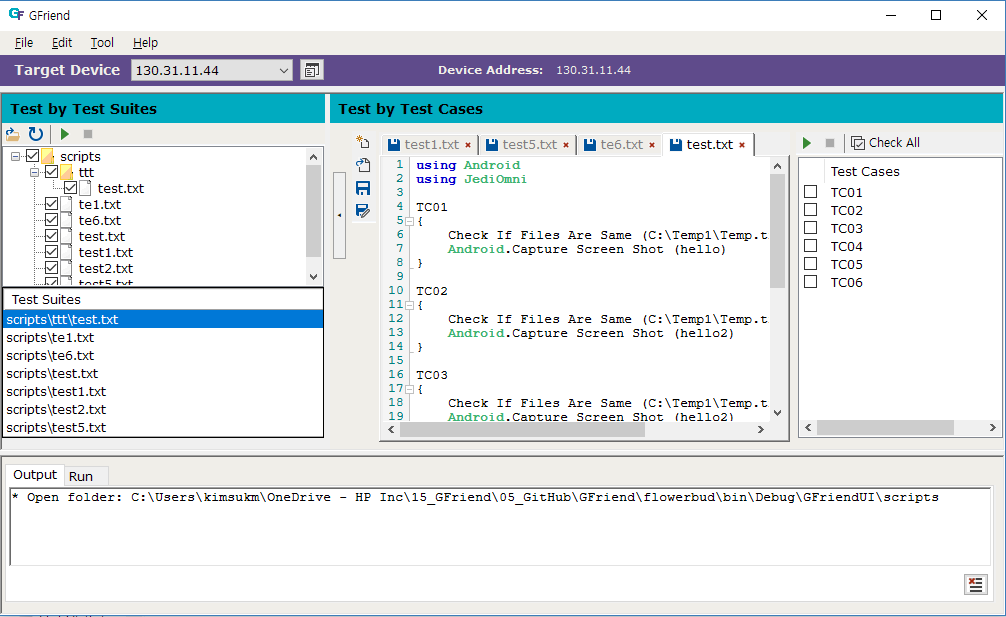 GFriend
File Edit Tool Help
Target Device 130.31.11.44 Device Address: 130.31.11.44
Test by Test Suites
scripts
ttt
test.txt
te1.txt
te6.txt
test.txt
test1.txt
test2.txt
test5.txt
Test Suites
scripts\ttt\test.txt
scripts\te1.txt
scripts\te6.txt
scripts\test.txt
scripts\test1.txt
scripts\test2.txt
scripts\test5.txt
Test by Test Cases
test1.txt × test5.txt × te6.txt × test.txt ×
1 using Android
2 using JediOmni
3
4 TC01
5 {
6 Check If Files Are Same (C:\Temp1\Temp.t
7 Android.Capture Screen Shot (hello)
8 }
9
10 TC02
11 {
12 Check If Files Are Same (C:\Temp1\Temp.t
13 Android.Capture Screen Shot (hello2)
14 }
15
16 TC03
17 {
18 Check If Files Are Same (C:\Temp1\Temp.t
19 Android.Capture Screen Shot (hello2)
Check All
Test Cases
TC01
TC02
TC03
TC04
TC05
TC06
Output Run
* Open folder: C:\Users\kimsukm\OneDrive - HP Inc\15_GFriend\05_GitHub\GFriend\flowerbud\bin\Debug\GFriendUI\scripts